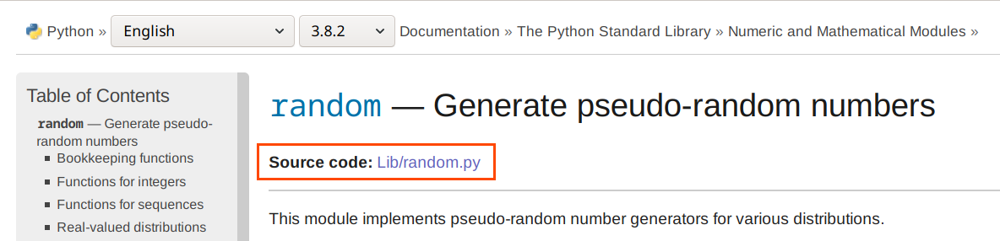 Python » English 3.8.2 Documentation » The Python Standard Library » Numeric and Mathematical Modules »
Table of Contents
random — Generate pseudo-
random numbers
Bookkeeping functions
Functions for integers
Functions for sequences
Real-valued distributions
random — Generate pseudo-random numbers
Source code: Lib/random.py
This module implements pseudo-random number generators for various distributions.